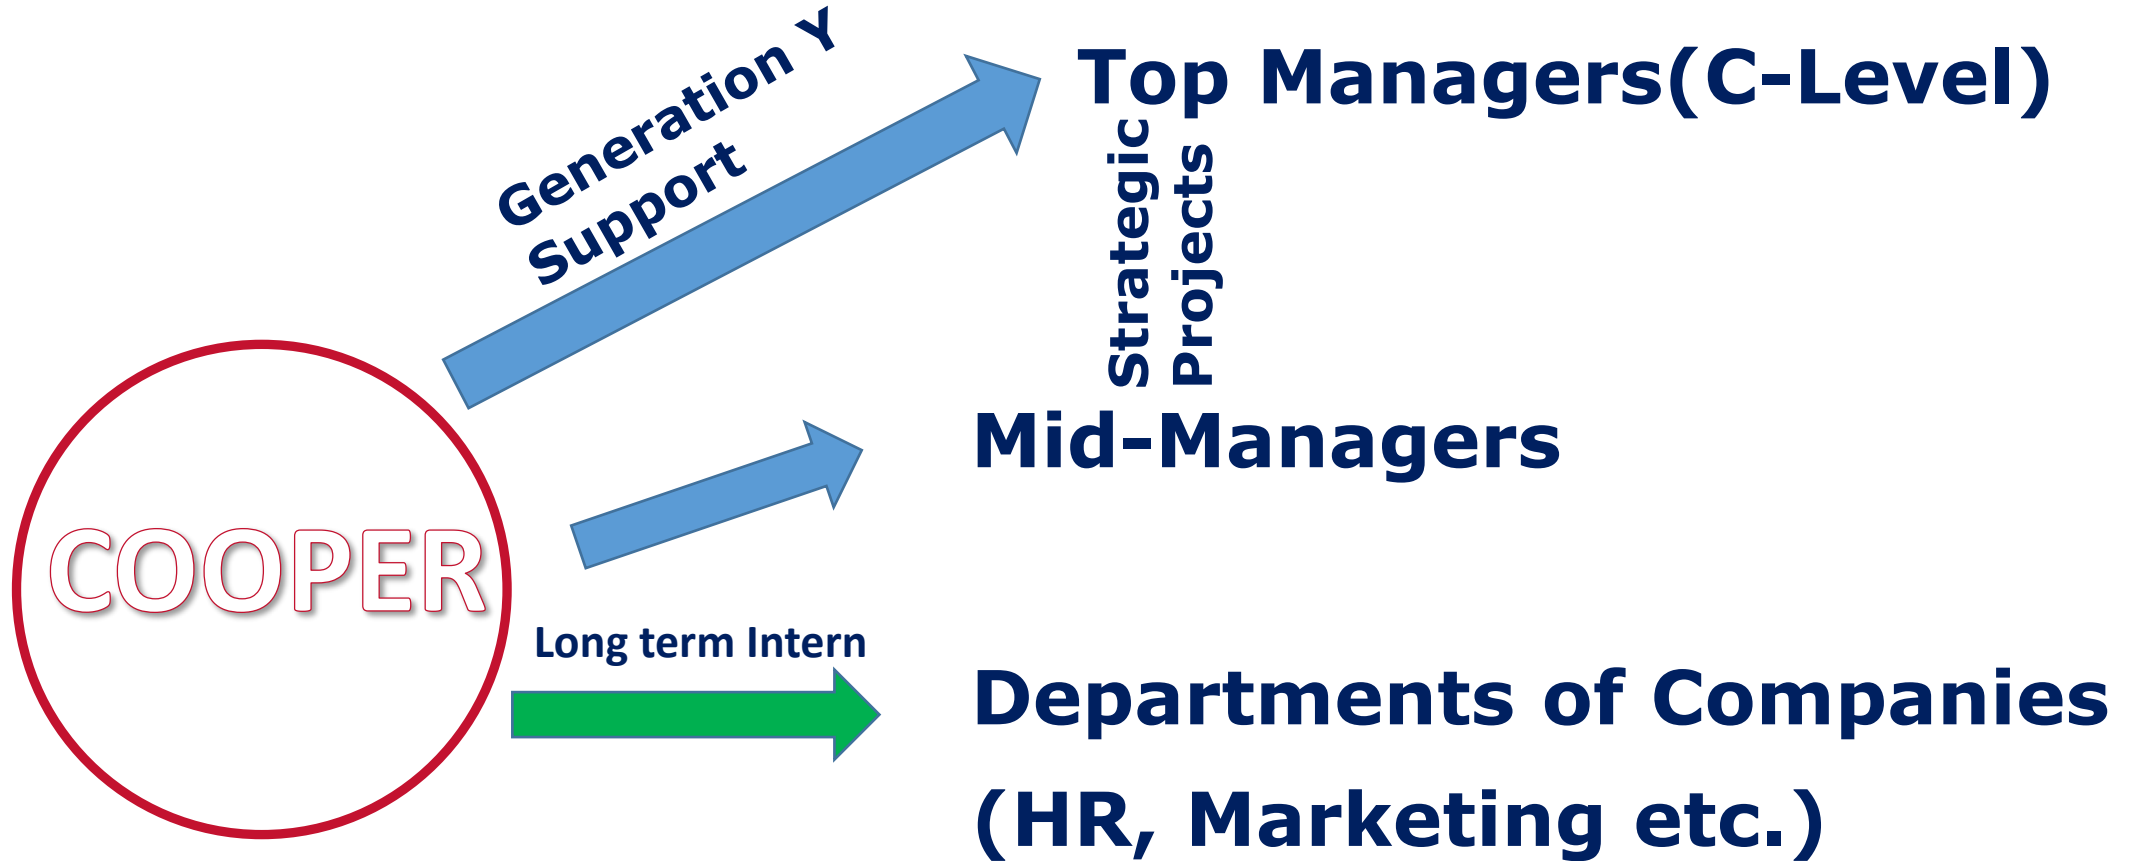 Generation Y
Support
Top Managers(C-Level)
Strategic
Projects
Mid-Managers
COOPER
Long term Intern
Departments of Companies
(HR, Marketing etc.)